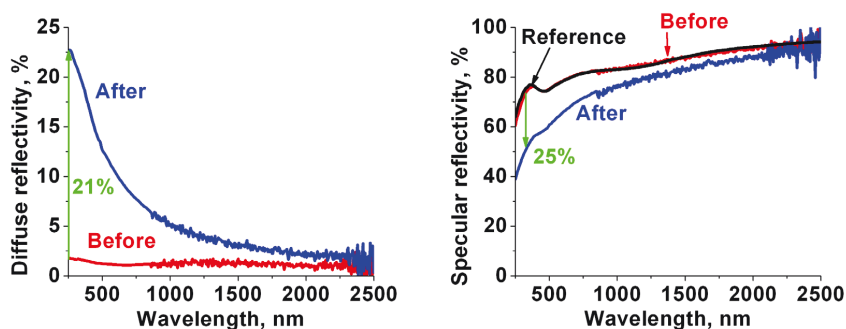 Diffuse reflectivity, %
25
20
15
10
5
0
After
21%
Before
500 1000 1500 2000 2500
Wavelength, nm
Specular reflectivity, %
100
80
60
40
20
0
Reference
Before
After
25%
500 1000 1500 2000 2500
Wavelength, nm